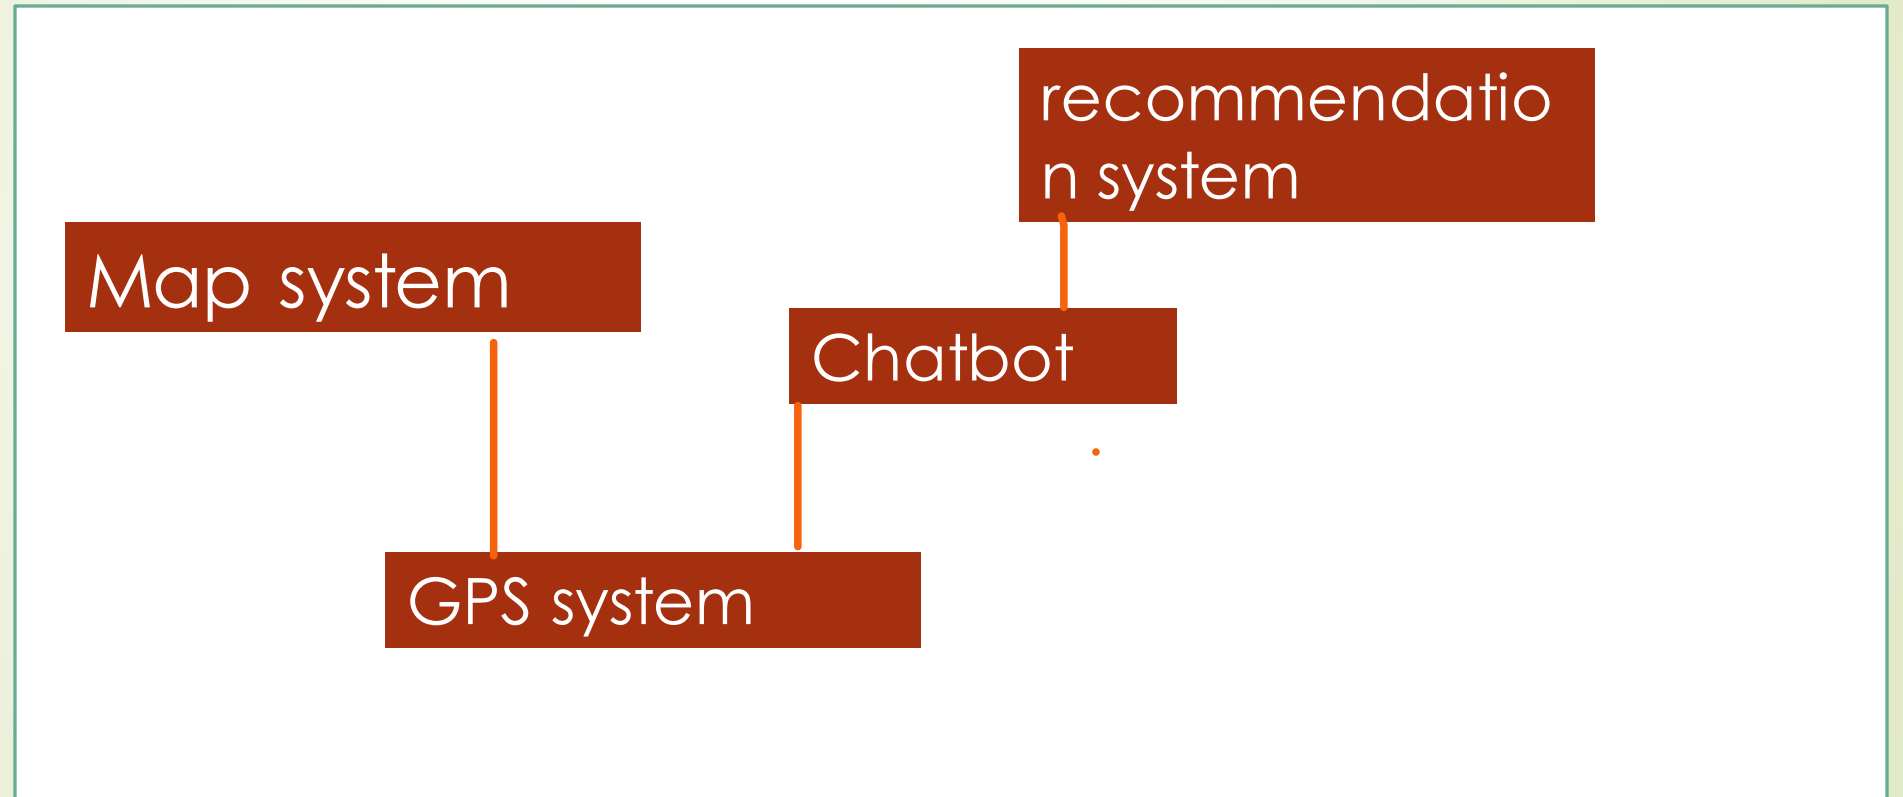 recommendatio
n system
Map system
Chatbot
GPS system